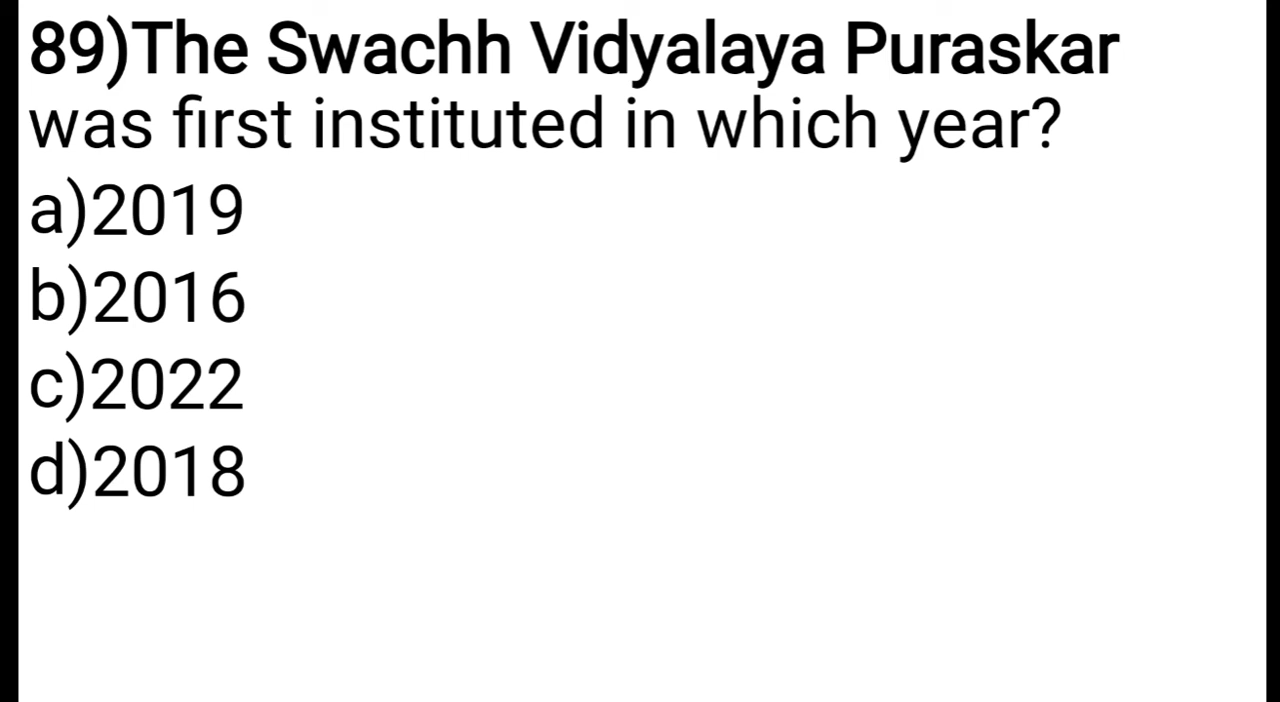 89)The Swachh Vidyalaya Puraskar
was first instituted in which year?
a)2019
b)2016
c)2022
d)2018